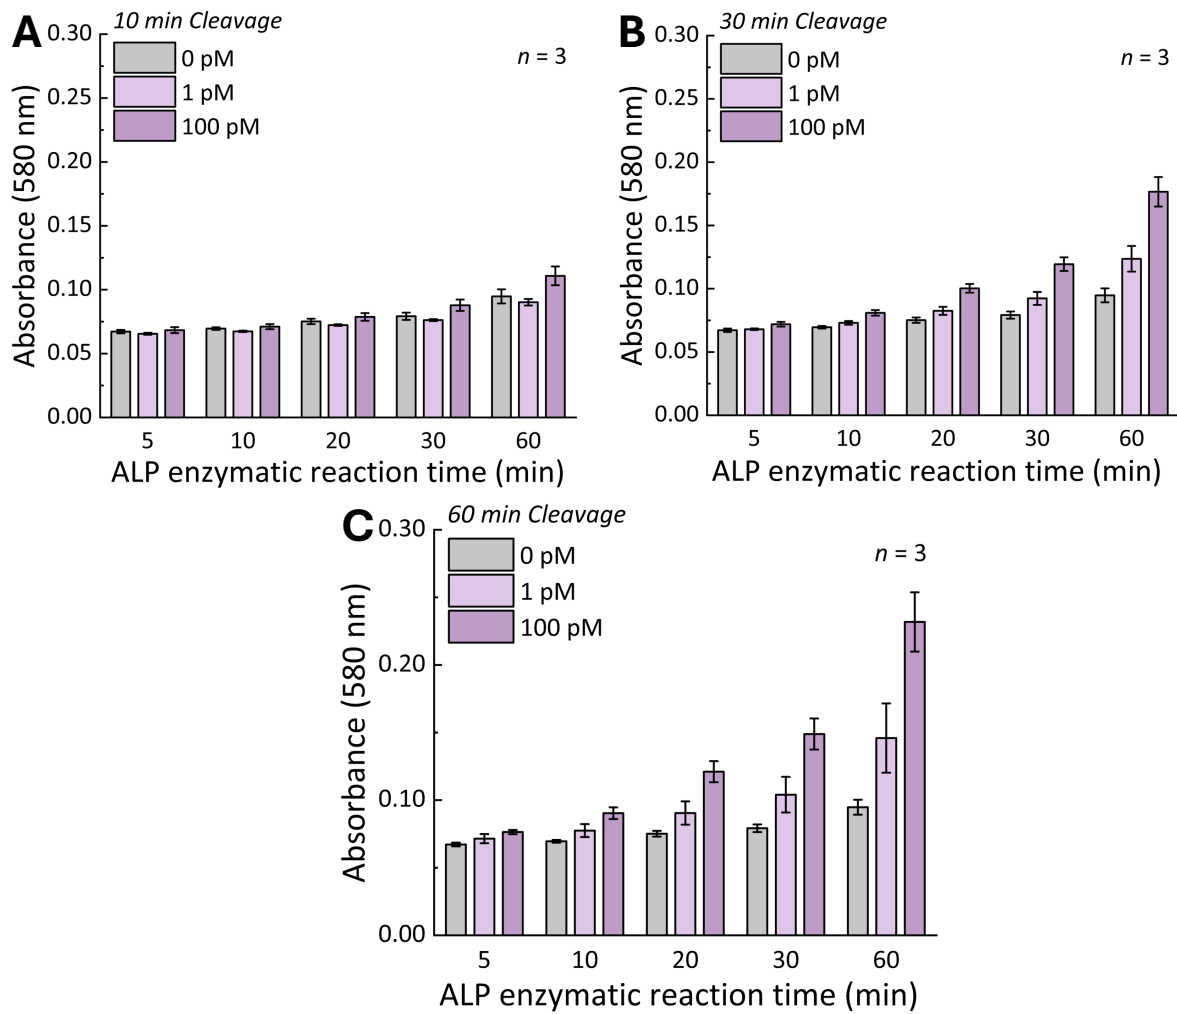 A
10 min Cleavage
0 pM
1 pM
100 pM
n = 3
0.30
0.25
0.20
0.15
0.10
0.05
0.00
Absorbance (580 nm)
5 10 20 30 60
ALP enzymatic reaction time (min)
B
30 min Cleavage
0 pM
1 pM
100 pM
n = 3
0.30
0.25
0.20
0.15
0.10
0.05
0.00
Absorbance (580 nm)
5 10 20 30 60
ALP enzymatic reaction time (min)
C
60 min Cleavage
0 pM
1 pM
100 pM
n = 3
0.30
0.20
0.10
0.00
Absorbance (580 nm)
5 10 20 30 60
ALP enzymatic reaction time (min)